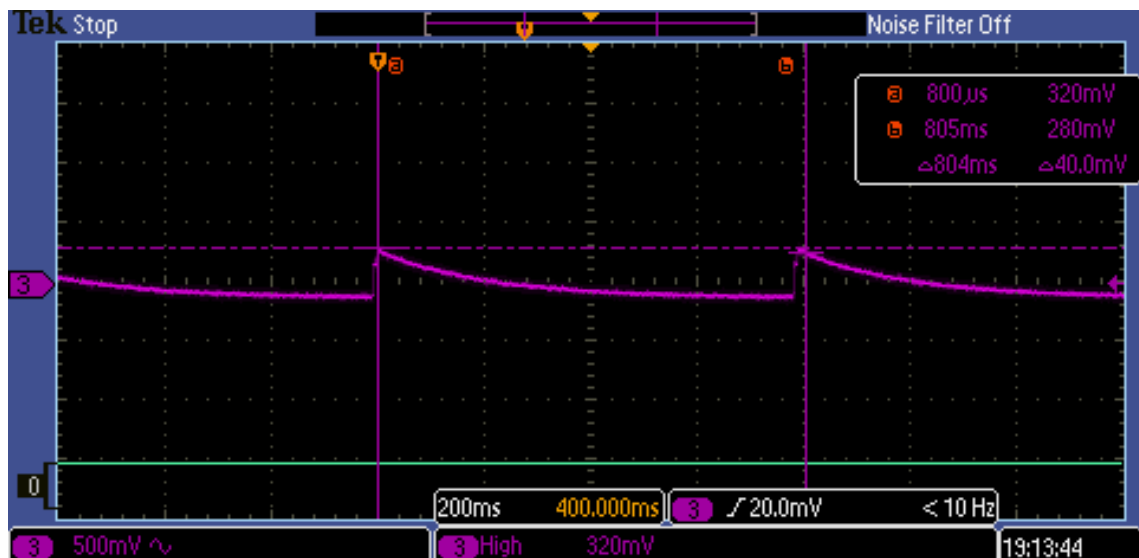 Tek Stop Noise Filter Off
T a b
a 800µs 320mV
b 805ms 280mV
△804ms △40.0mV
3
0
200ms 400.000ms 3 20.0mV < 10 Hz
3 500mV 3 High 320mV 19:13:44